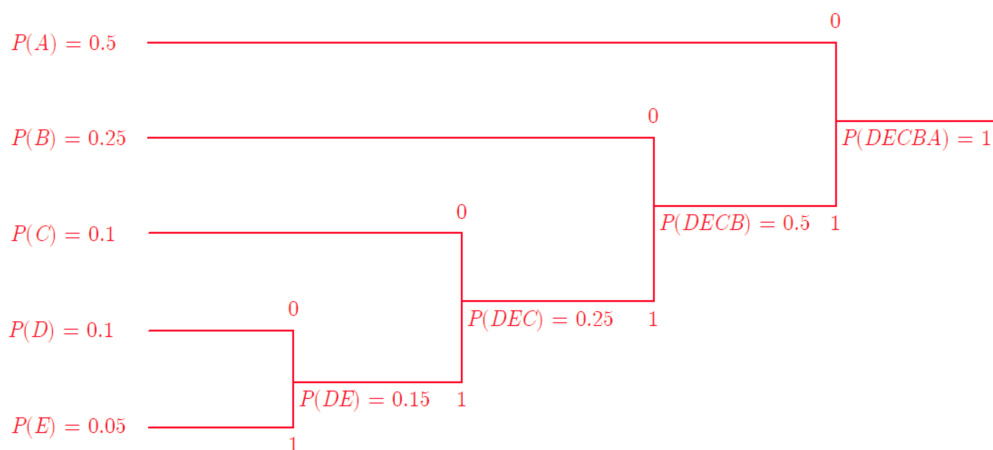 0
P(A) = 0.5
0
P(B) = 0.25
P(DECBA) = 1
0
P(C) = 0.1
P(DECB) = 0.5 1
0
P(D) = 0.1
P(DEC) = 0.25 1
P(DE) = 0.15 1
P(E) = 0.05
1